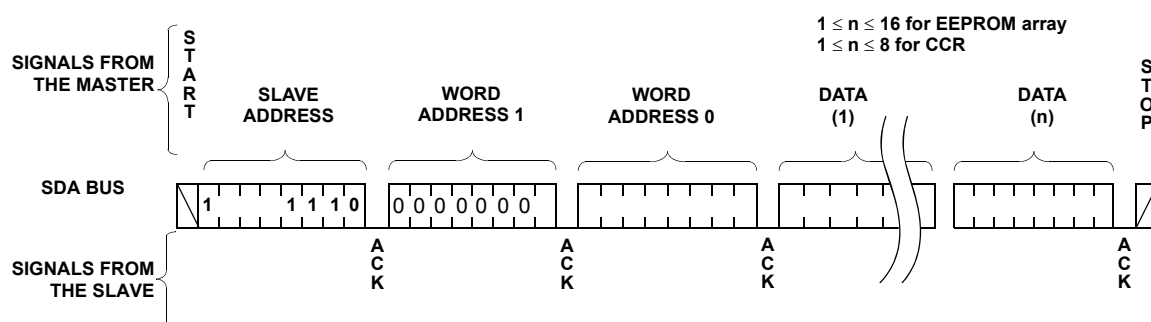 1 ≤ n ≤ 16 for EEPROM array
1 ≤ n ≤ 8 for CCR
SIGNALS FROM
THE MASTER
START
SLAVE
ADDRESS
WORD
ADDRESS 1
WORD
ADDRESS 0
DATA
(1)
DATA
(n)
STOP
SDA BUS
1 1 1 1 0
0 0 0 0 0 0 0
SIGNALS FROM
THE SLAVE
ACK
ACK
ACK
ACK